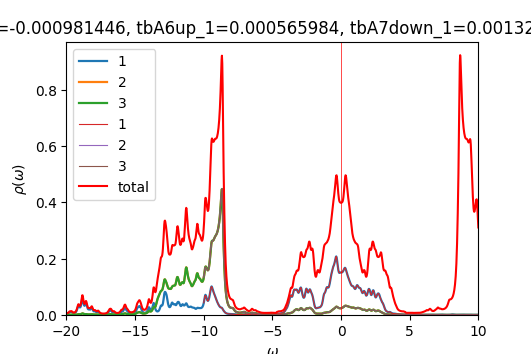 =-0.000981446, tbA6up_1=0.000565984, tbA7down_1=0.00132
1
2
3
1
2
3
total
ρ(ω)
0.8
0.6
0.4
0.2
0.0
−20 −15 −10 −5 0 5 10
ω